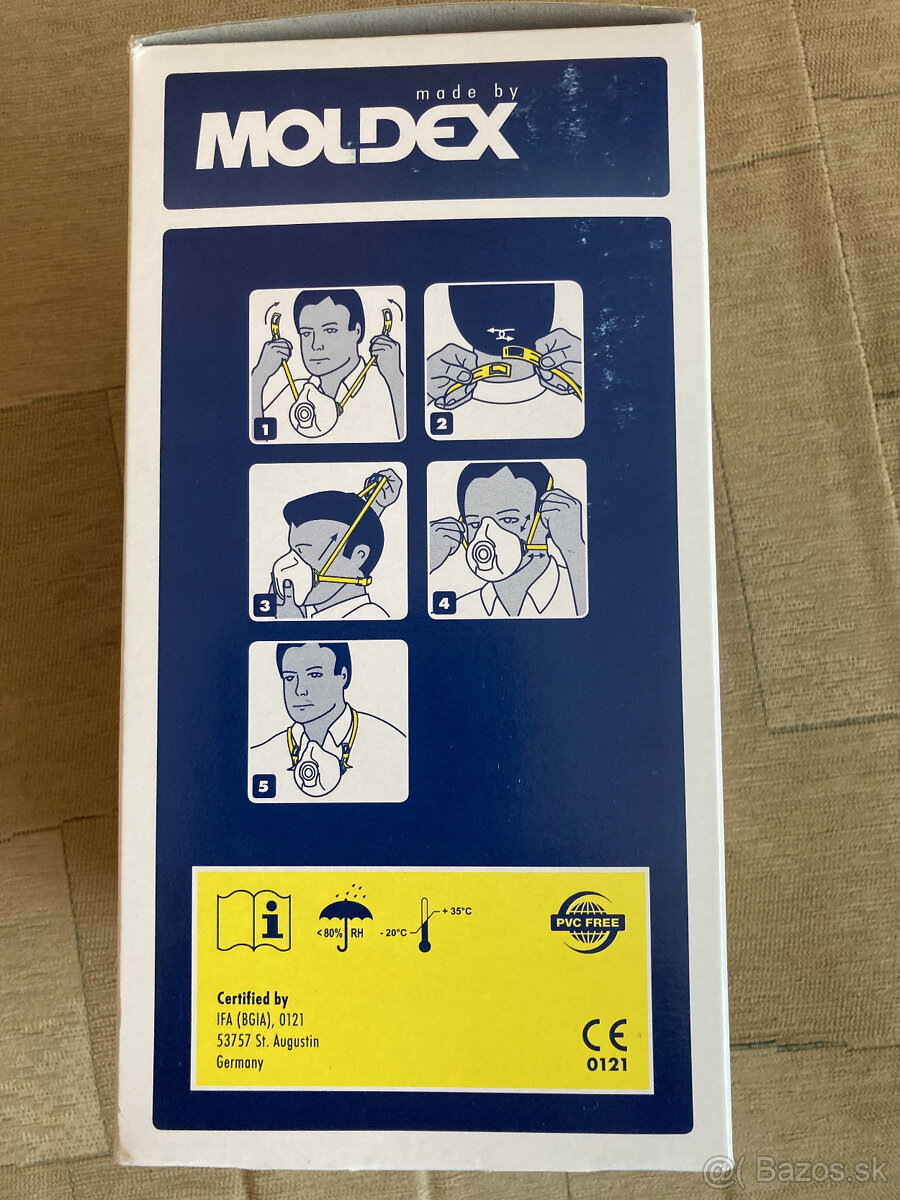 made by
MOLDEX
1
2
3
4
5
i
<80% RH
- 20°C
+ 35°C
PVC FREE
Certified by
IFA (BGIA), 0121
53757 St. Augustin
Germany
CE
0121
@( Bazos.sk